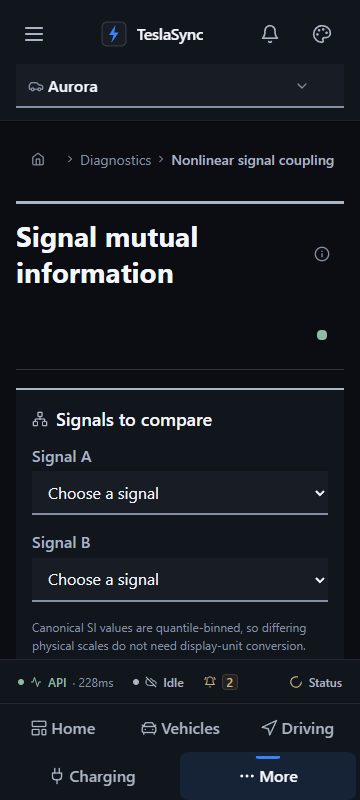 TeslaSync
Aurora
Diagnostics
Nonlinear signal coupling
Signal mutual
information
Signals to compare
Signal A
Choose a signal
Signal B
Choose a signal
Canonical SI values are quantile-binned, so differing
physical scales do not need display-unit conversion.
API · 228ms
Idle
2
Status
Home
Vehicles
Driving
Charging
More